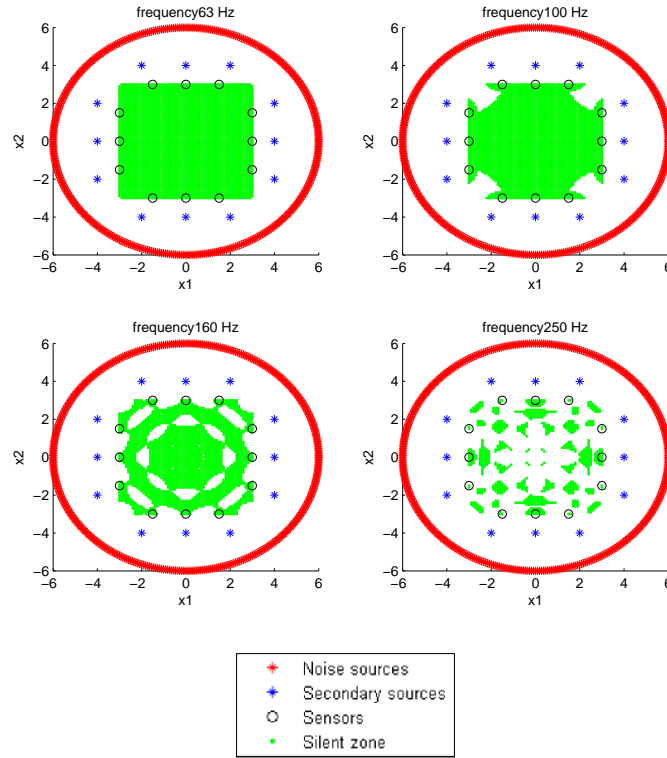 frequency63 Hz
6
4
2
0
−2
−4
−6
x2
−6 −4 −2 0 2 4 6
x1
frequency100 Hz
6
4
2
0
−2
−4
−6
x2
−6 −4 −2 0 2 4 6
x1
frequency160 Hz
6
4
2
0
−2
−4
−6
x2
−6 −4 −2 0 2 4 6
x1
frequency250 Hz
6
4
2
0
−2
−4
−6
x2
−6 −4 −2 0 2 4 6
x1
Noise sources
Secondary sources
Sensors
Silent zone